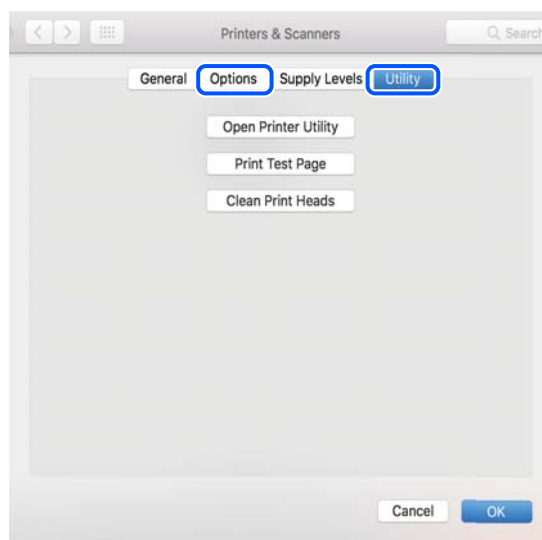 Printers & Scanners
Search
General Options Supply Levels Utility
Open Printer Utility
Print Test Page
Clean Print Heads
Cancel OK